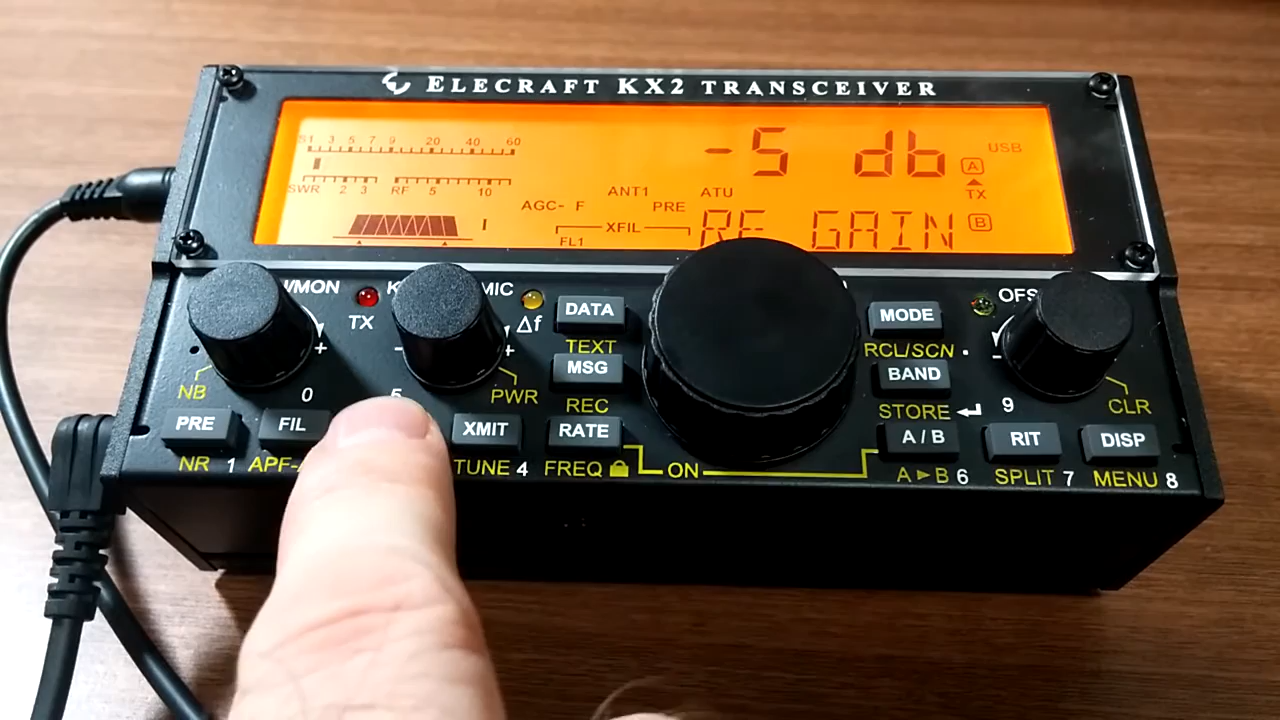 ELECRAFT KX2 TRANSCEIVER
S1 3 5 7 9 20 40 60
-5 db
USB
A
SWR 2 3 RF 5 10
ANT1 ATU
TX
AGC- F PRE
XFIL
FL1
RF GAIN
B
/MON
TX
MIC
Δf
DATA
TEXT
MODE
RCL/SCN
OFS
- +
- +
-
MSG
REC
BAND
STORE
NB
0
5
PWR
9
CLR
PRE
FIL
XMIT
RATE
A / B
RIT
DISP
NR 1
APF-
TUNE 4
FREQ
ON
A ► B 6
SPLIT 7
MENU 8